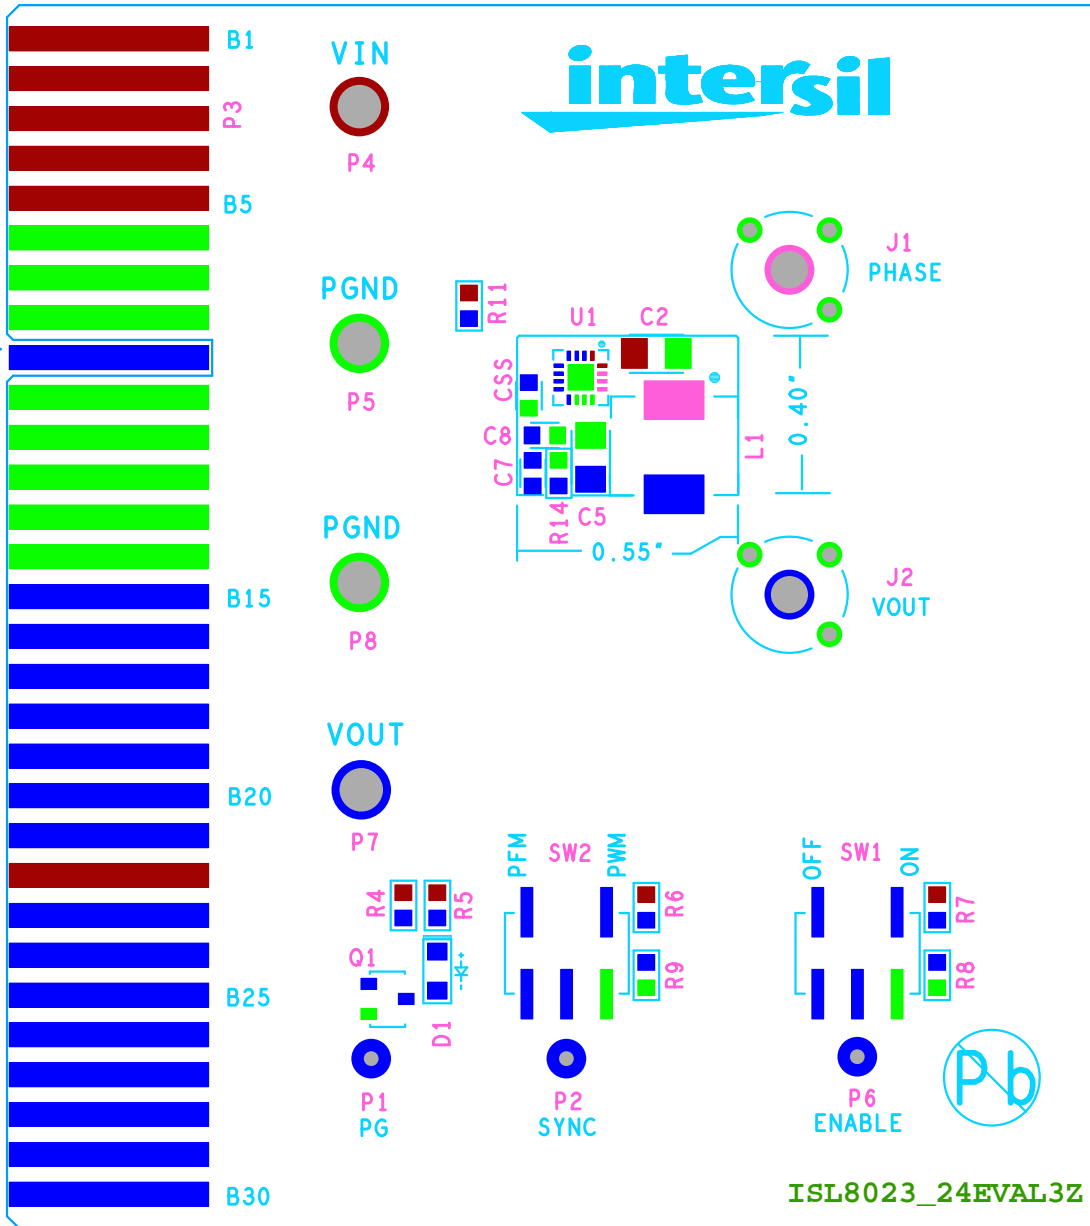 B1
VIN
intersil
P3
P4
B5
J1
PHASE
PGND
R11
U1
C2
CSS
P5
0.40"
C8
L1
C7
R14
C5
PGND
0.55"
J2
VOUT
B15
P8
VOUT
B20
P7
PFM
SW2
PWM
OFF
SW1
ON
R4
R5
R6
R7
Q1
R9
R8
B25
D1
Pb
P1
PG
P2
SYNC
P6
ENABLE
B30
ISL8023_24EVAL3Z